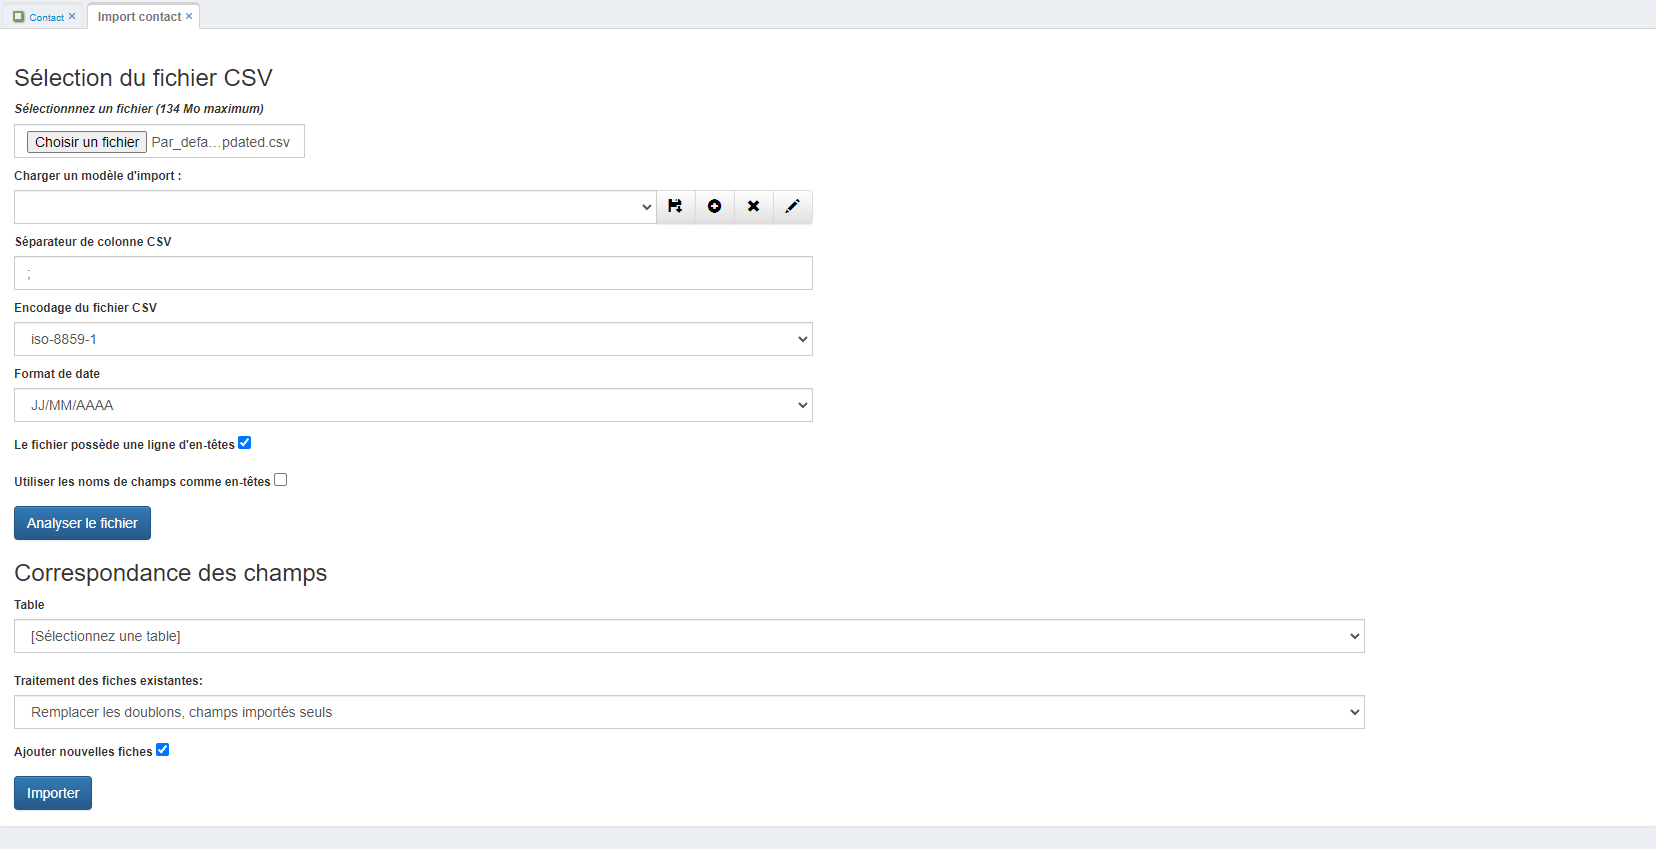 Contact ×
Import contact ×
Sélection du fichier CSV
Sélectionnnez un fichier (134 Mo maximum)
Choisir un fichier Par_defa...pdated.csv
Charger un modèle d'import :
Séparateur de colonne CSV
;
Encodage du fichier CSV
iso-8859-1
Format de date
JJ/MM/AAAA
Le fichier possède une ligne d'en-têtes
Utiliser les noms de champs comme en-têtes
Analyser le fichier
Correspondance des champs
Table
[Sélectionnez une table]
Traitement des fiches existantes:
Remplacer les doublons, champs importés seuls
Ajouter nouvelles fiches
Importer